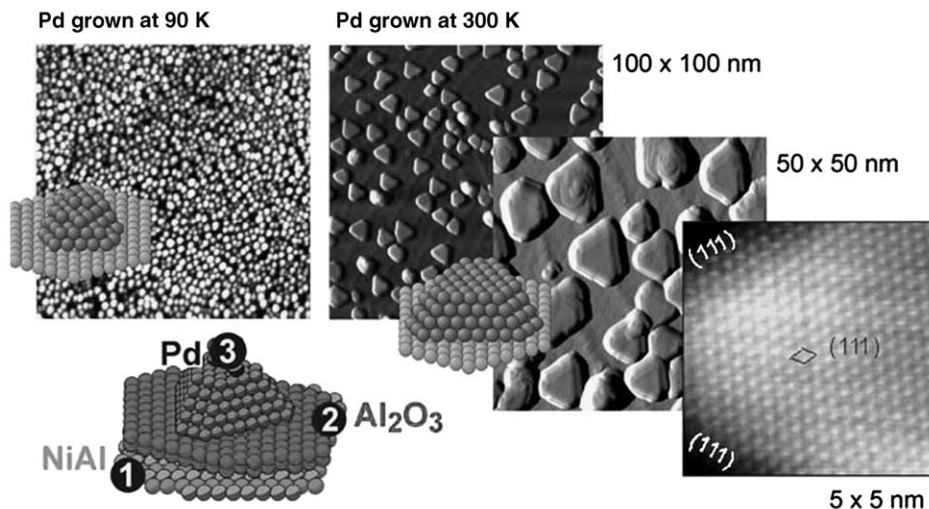 Pd grown at 90 K
Pd grown at 300 K
100 x 100 nm
50 x 50 nm
(111)
(111)
(111)
5 x 5 nm
Pd 3
2 Al₂O₃
NiAl 1